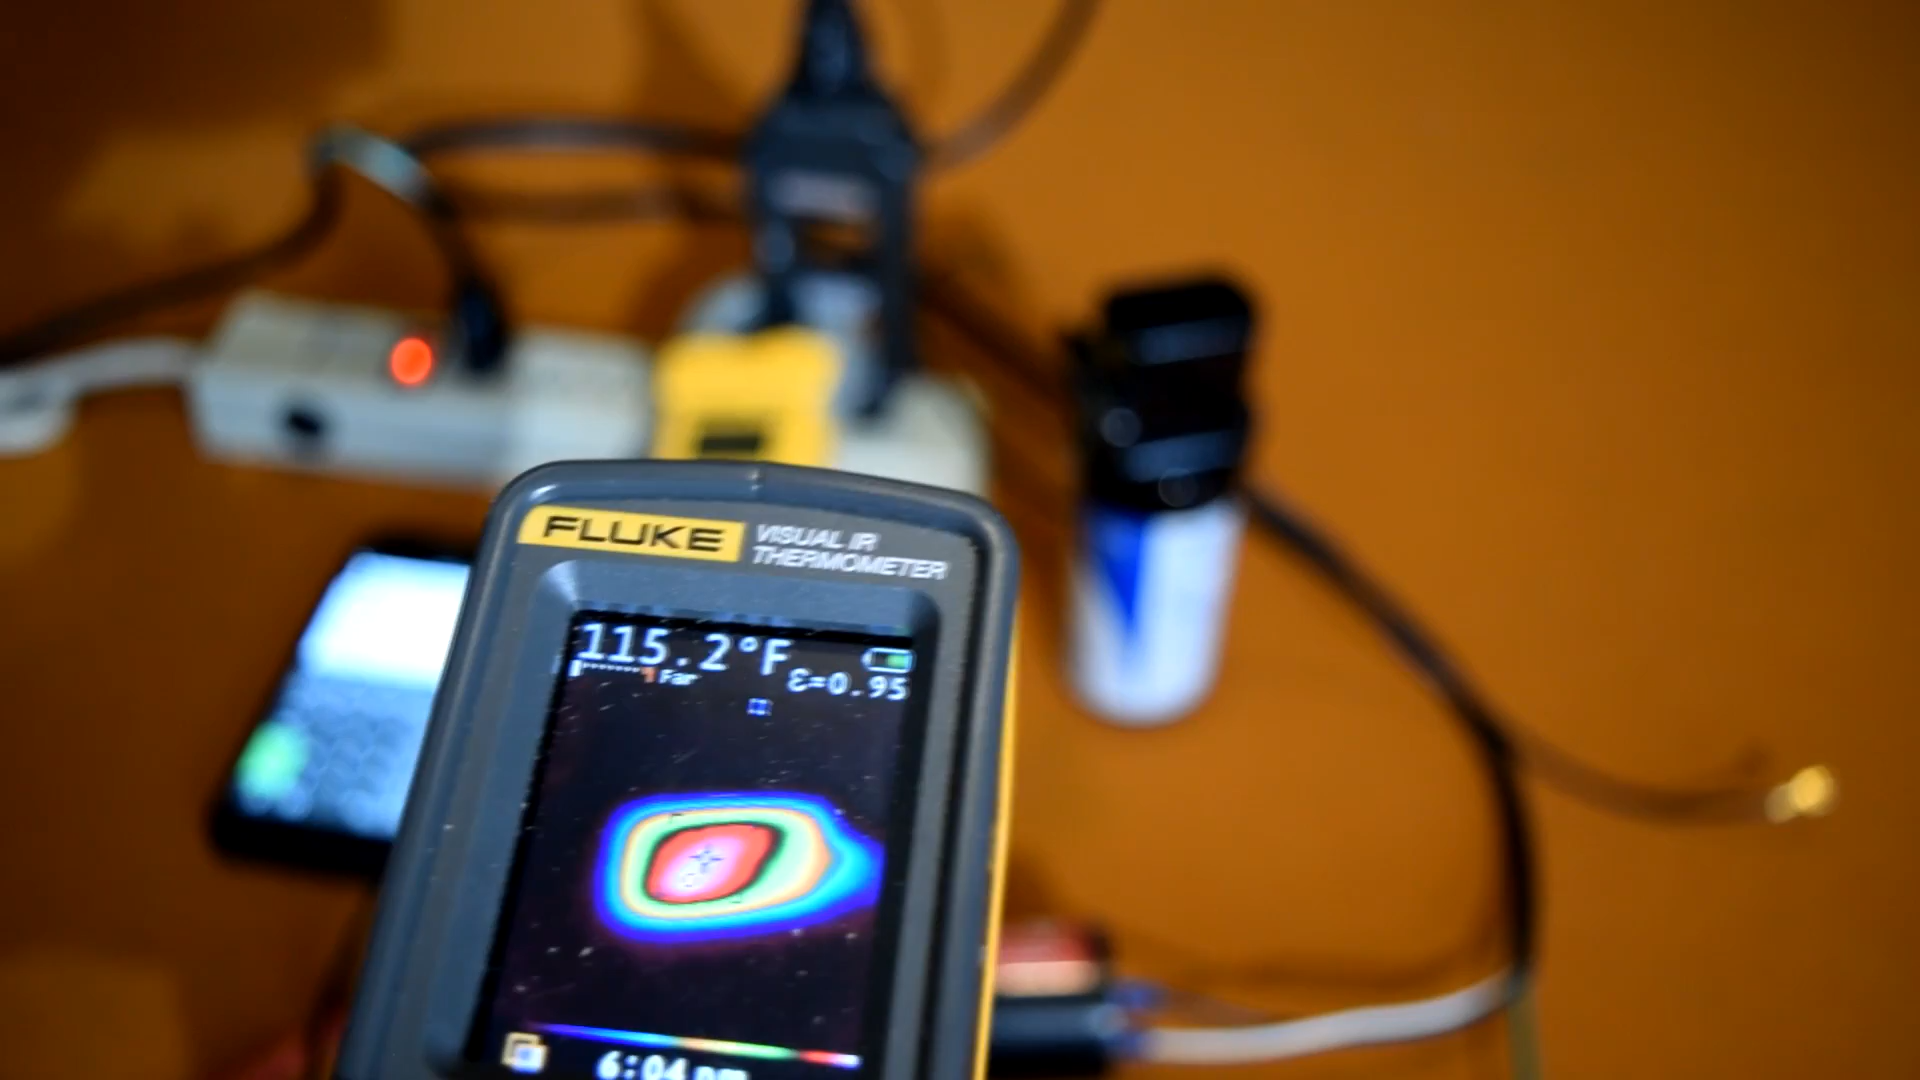 FLUKE VISUAL IR
THERMOMETER
115.2°F
Far ε=0.95
6:04 pm